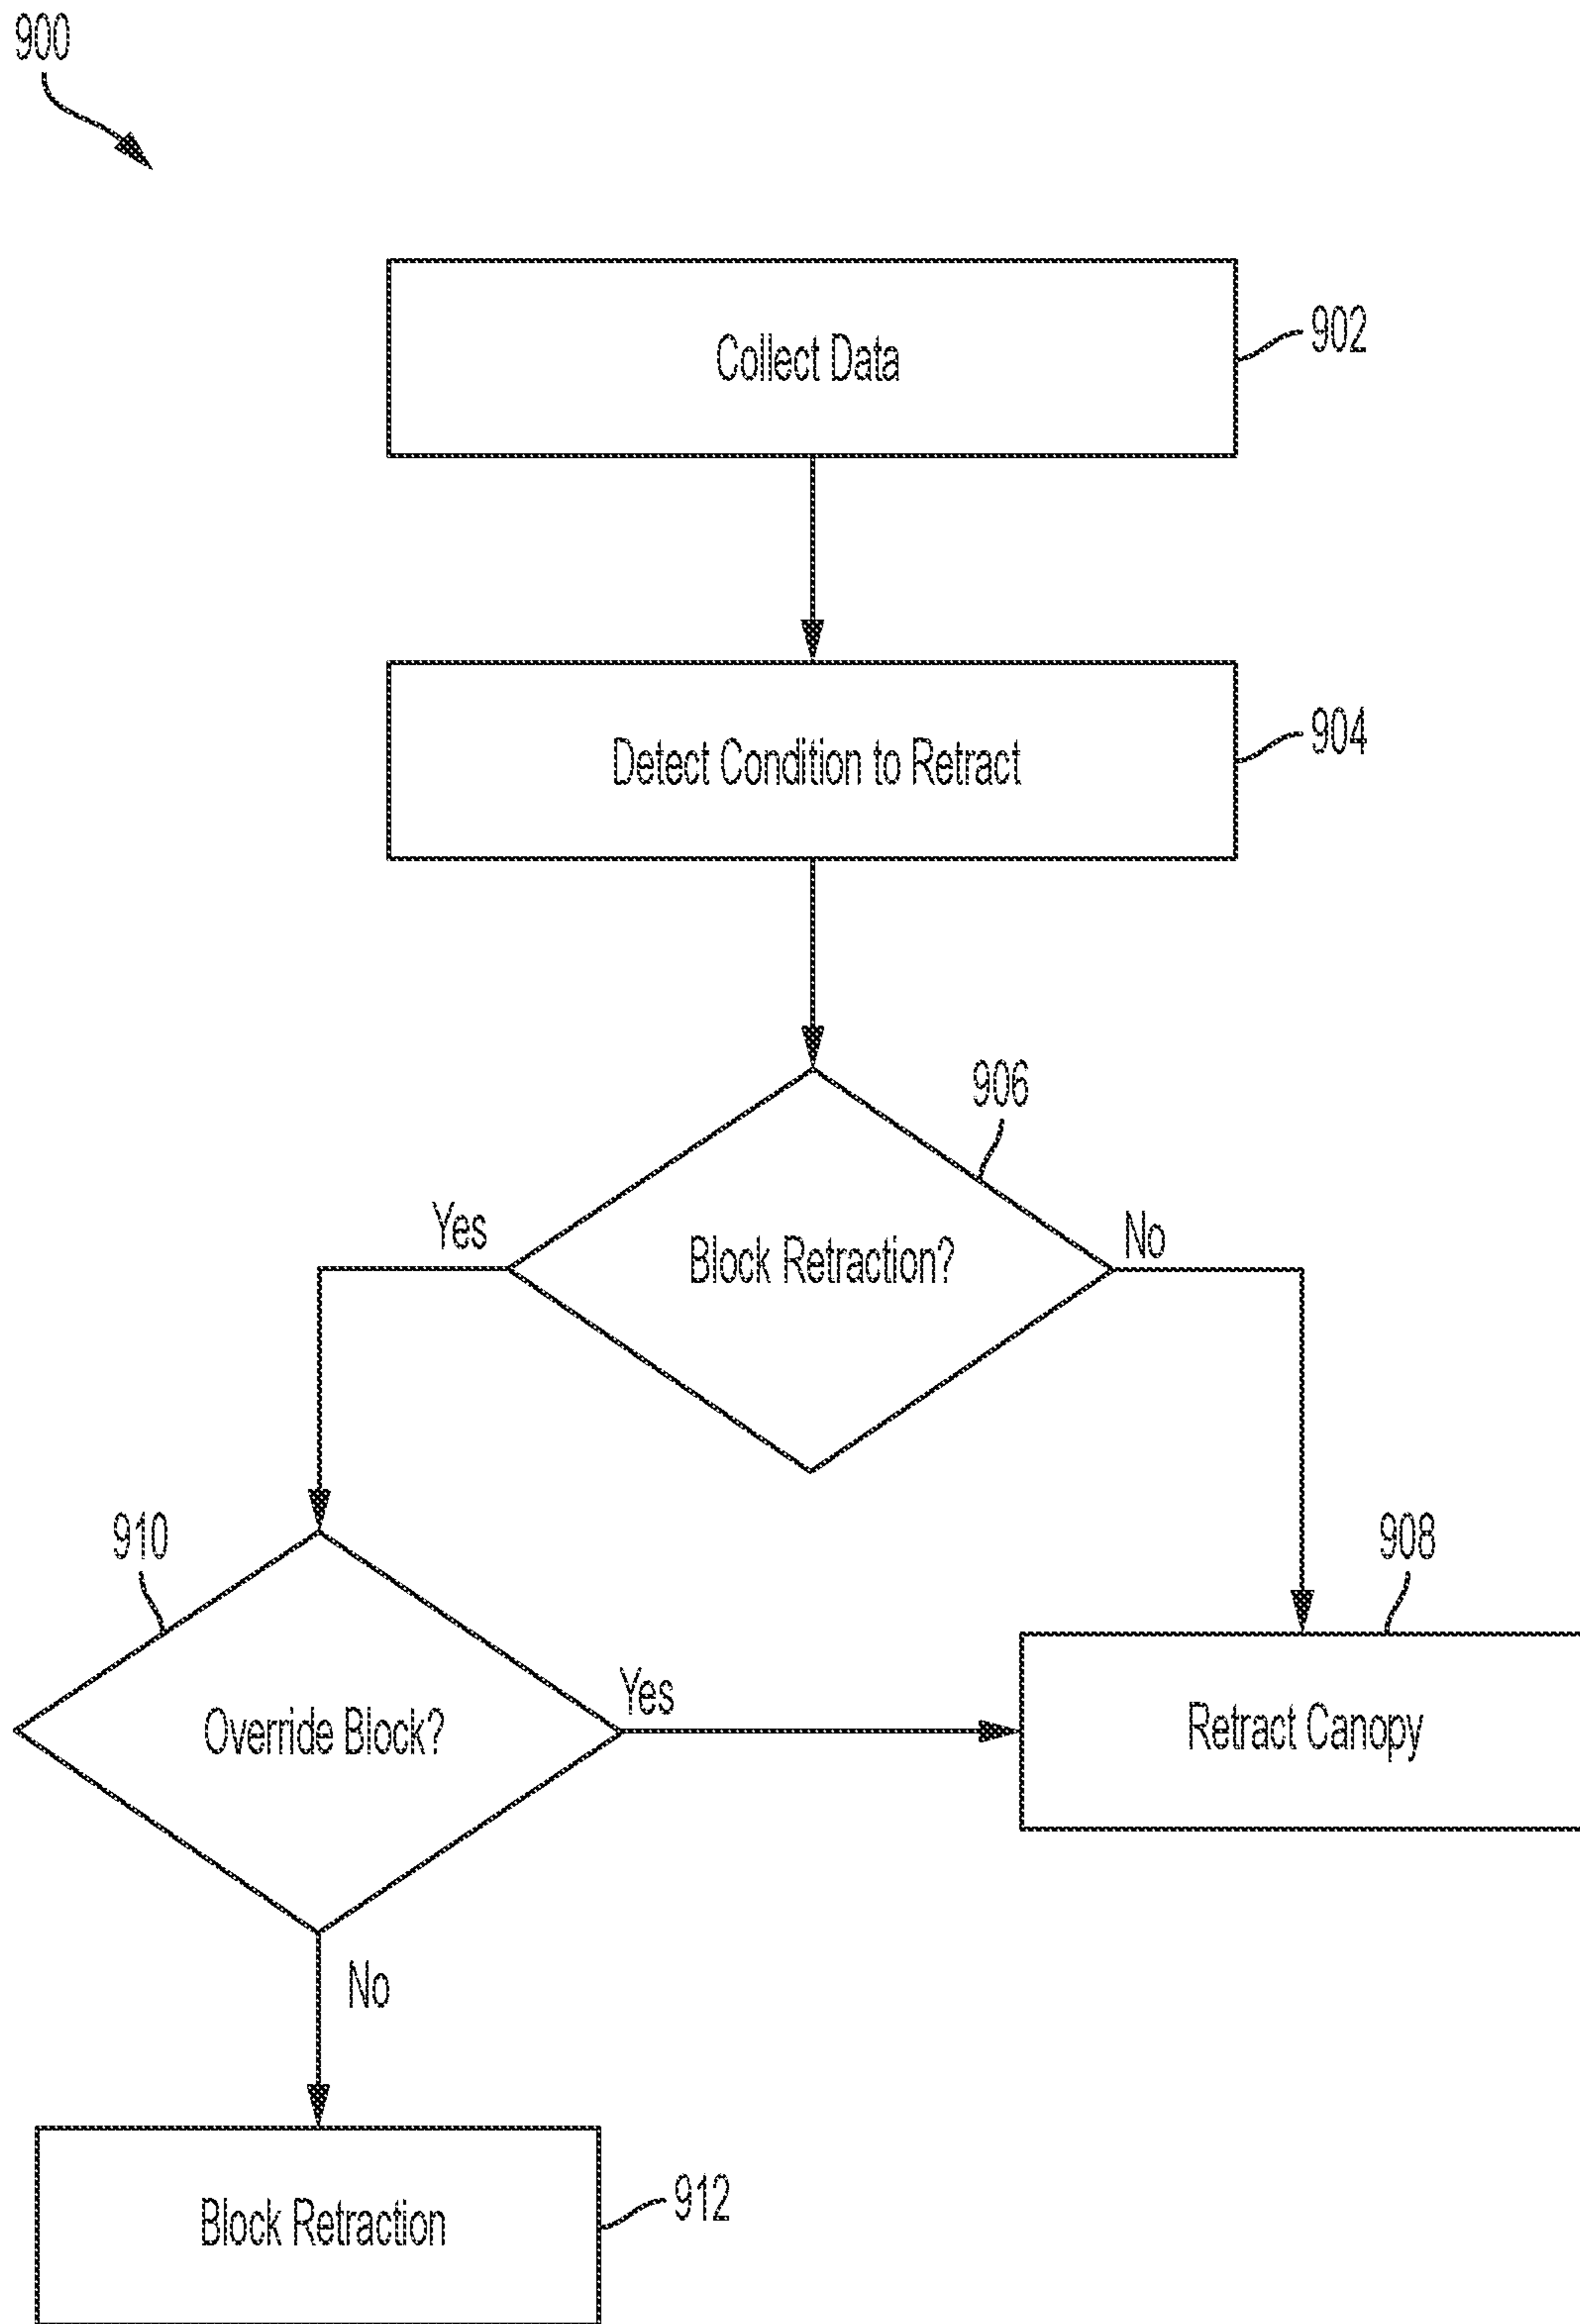 900
Collect Data
902
Detect Condition to Retract
904
906
Yes
Block Retraction?
No
910
908
Override Block?
Yes
Retract Canopy
No
Block Retraction
912